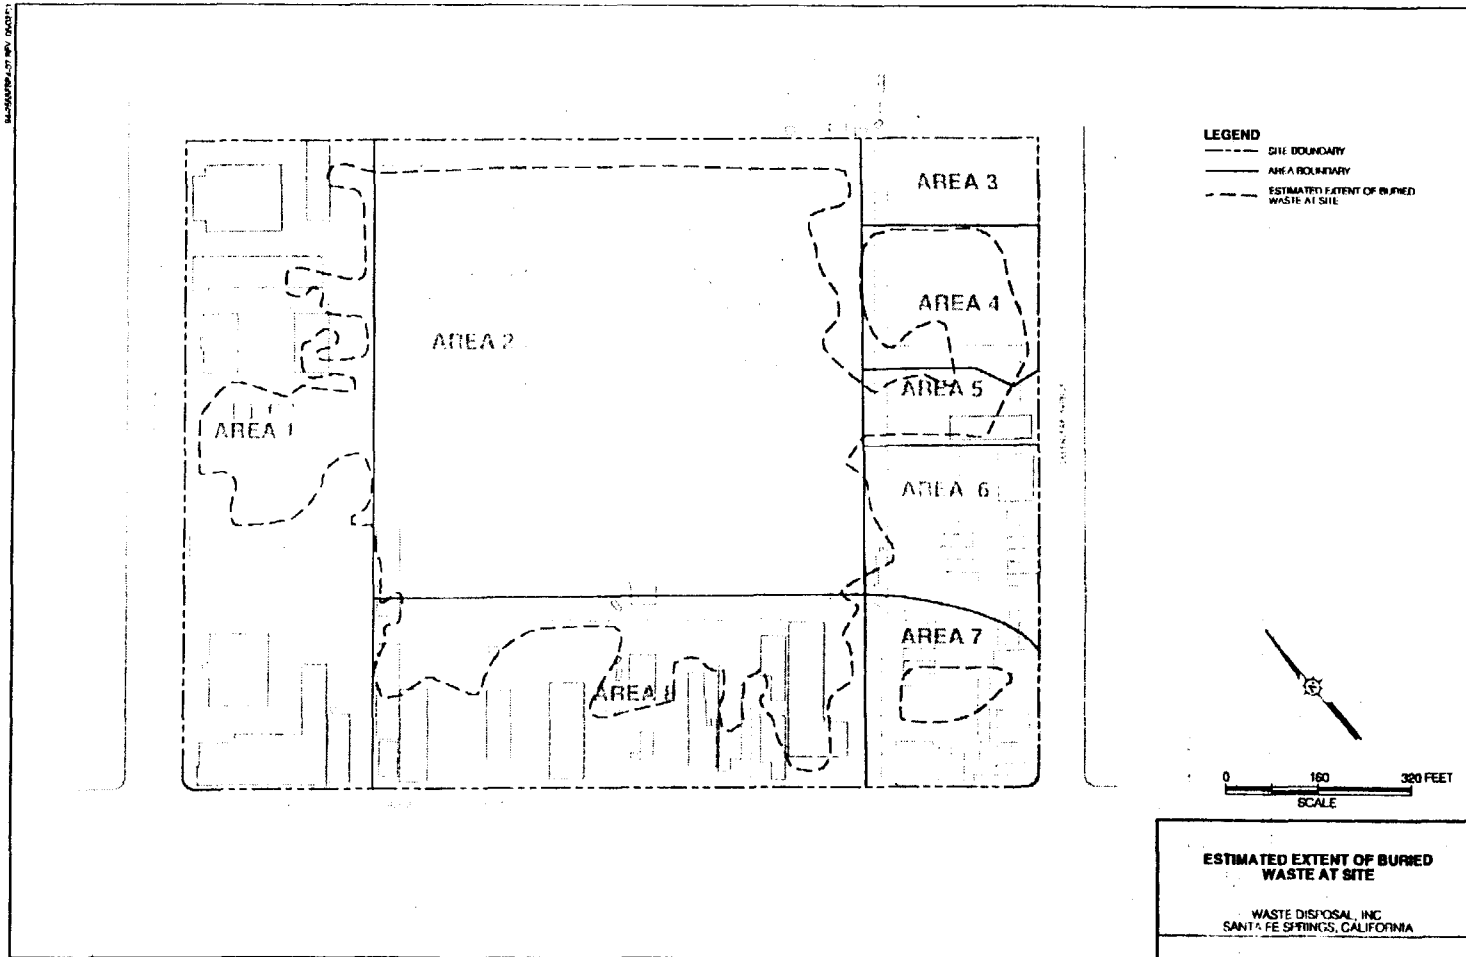 LEGEND
SITE BOUNDARY
AREA BOUNDARY
ESTIMATED EXTENT OF BURIED
WASTE AT SITE
AREA 3
AREA 4
AREA 2
AREA 5
AREA 1
AREA 6
AREA 7
AREA 8
0 160 320 FEET
SCALE
ESTIMATED EXTENT OF BURIED
WASTE AT SITE
WASTE DISPOSAL, INC
SANTA FE SPRINGS, CALIFORNIA